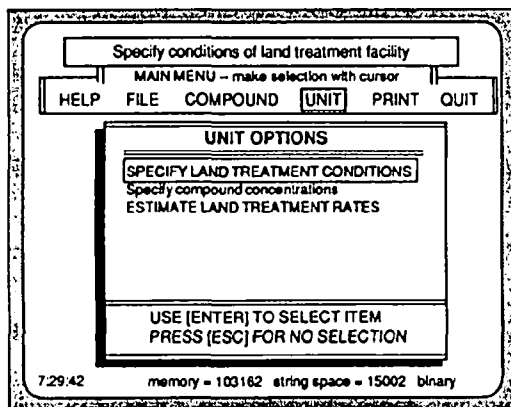 Specify conditions of land treatment facility
MAIN MENU -- make selection with cursor
HELP FILE COMPOUND UNIT PRINT QUIT
UNIT OPTIONS
SPECIFY LAND TREATMENT CONDITIONS
Specify compound concentrations
ESTIMATE LAND TREATMENT RATES
USE [ENTER] TO SELECT ITEM
PRESS [ESC] FOR NO SELECTION
7:29:42 memory = 103162 string space = 15002 binary